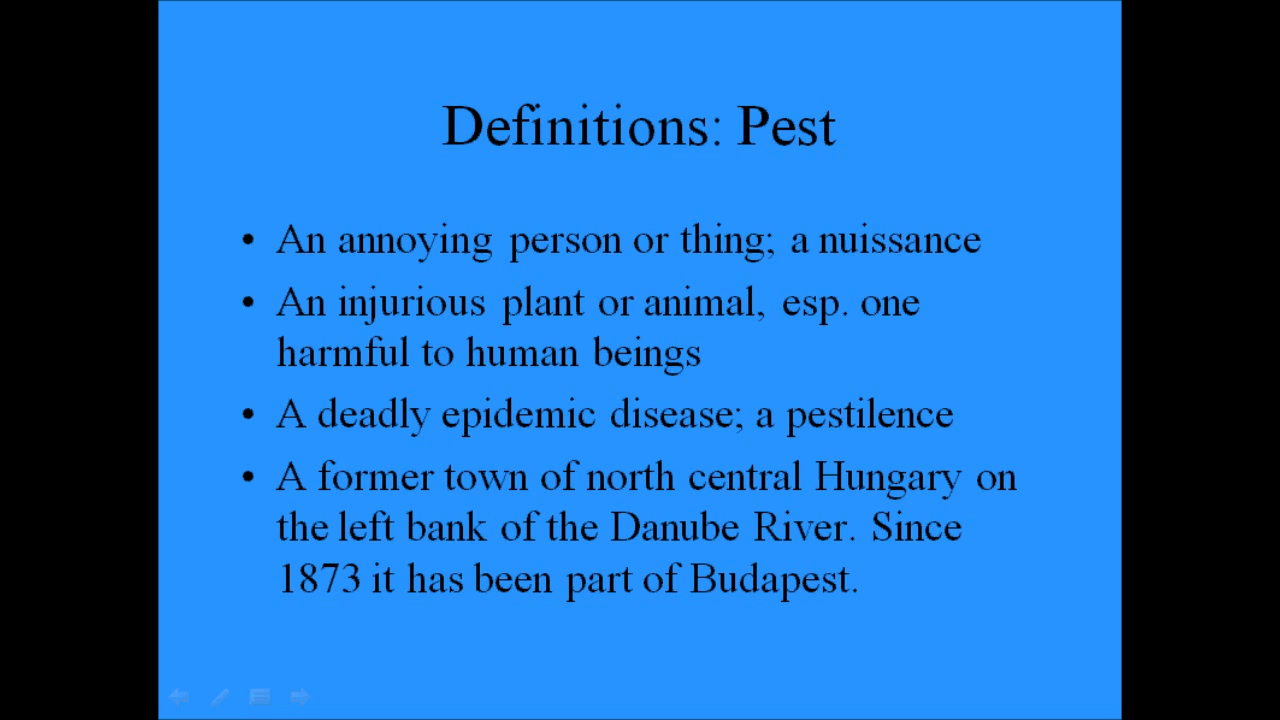 Definitions: Pest
• An annoying person or thing; a nuissance
• An injurious plant or animal, esp. one
harmful to human beings
• A deadly epidemic disease; a pestilence
• A former town of north central Hungary on
the left bank of the Danube River. Since
1873 it has been part of Budapest.